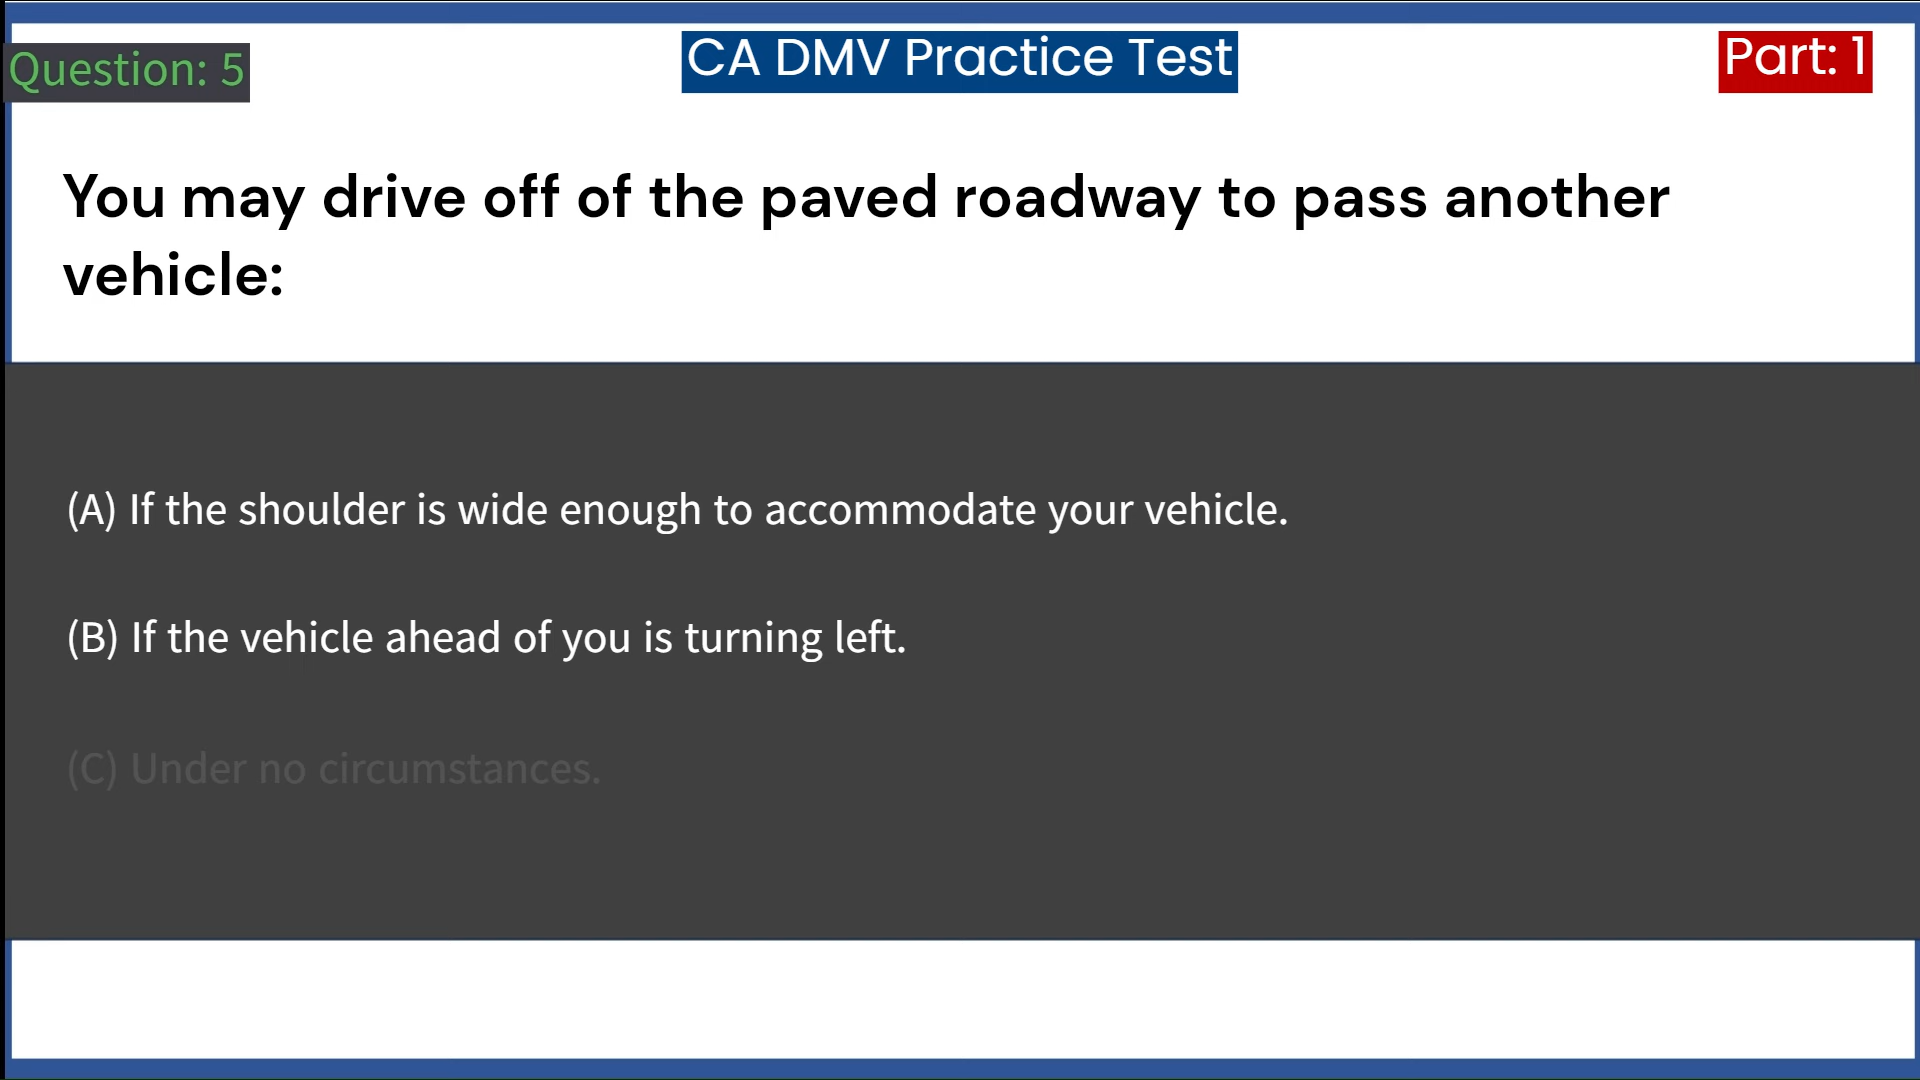 Question: 5
CA DMV Practice Test
Part: 1
You may drive off of the paved roadway to pass another
vehicle:
(A) If the shoulder is wide enough to accommodate your vehicle.
(B) If the vehicle ahead of you is turning left.
(C) Under no circumstances.